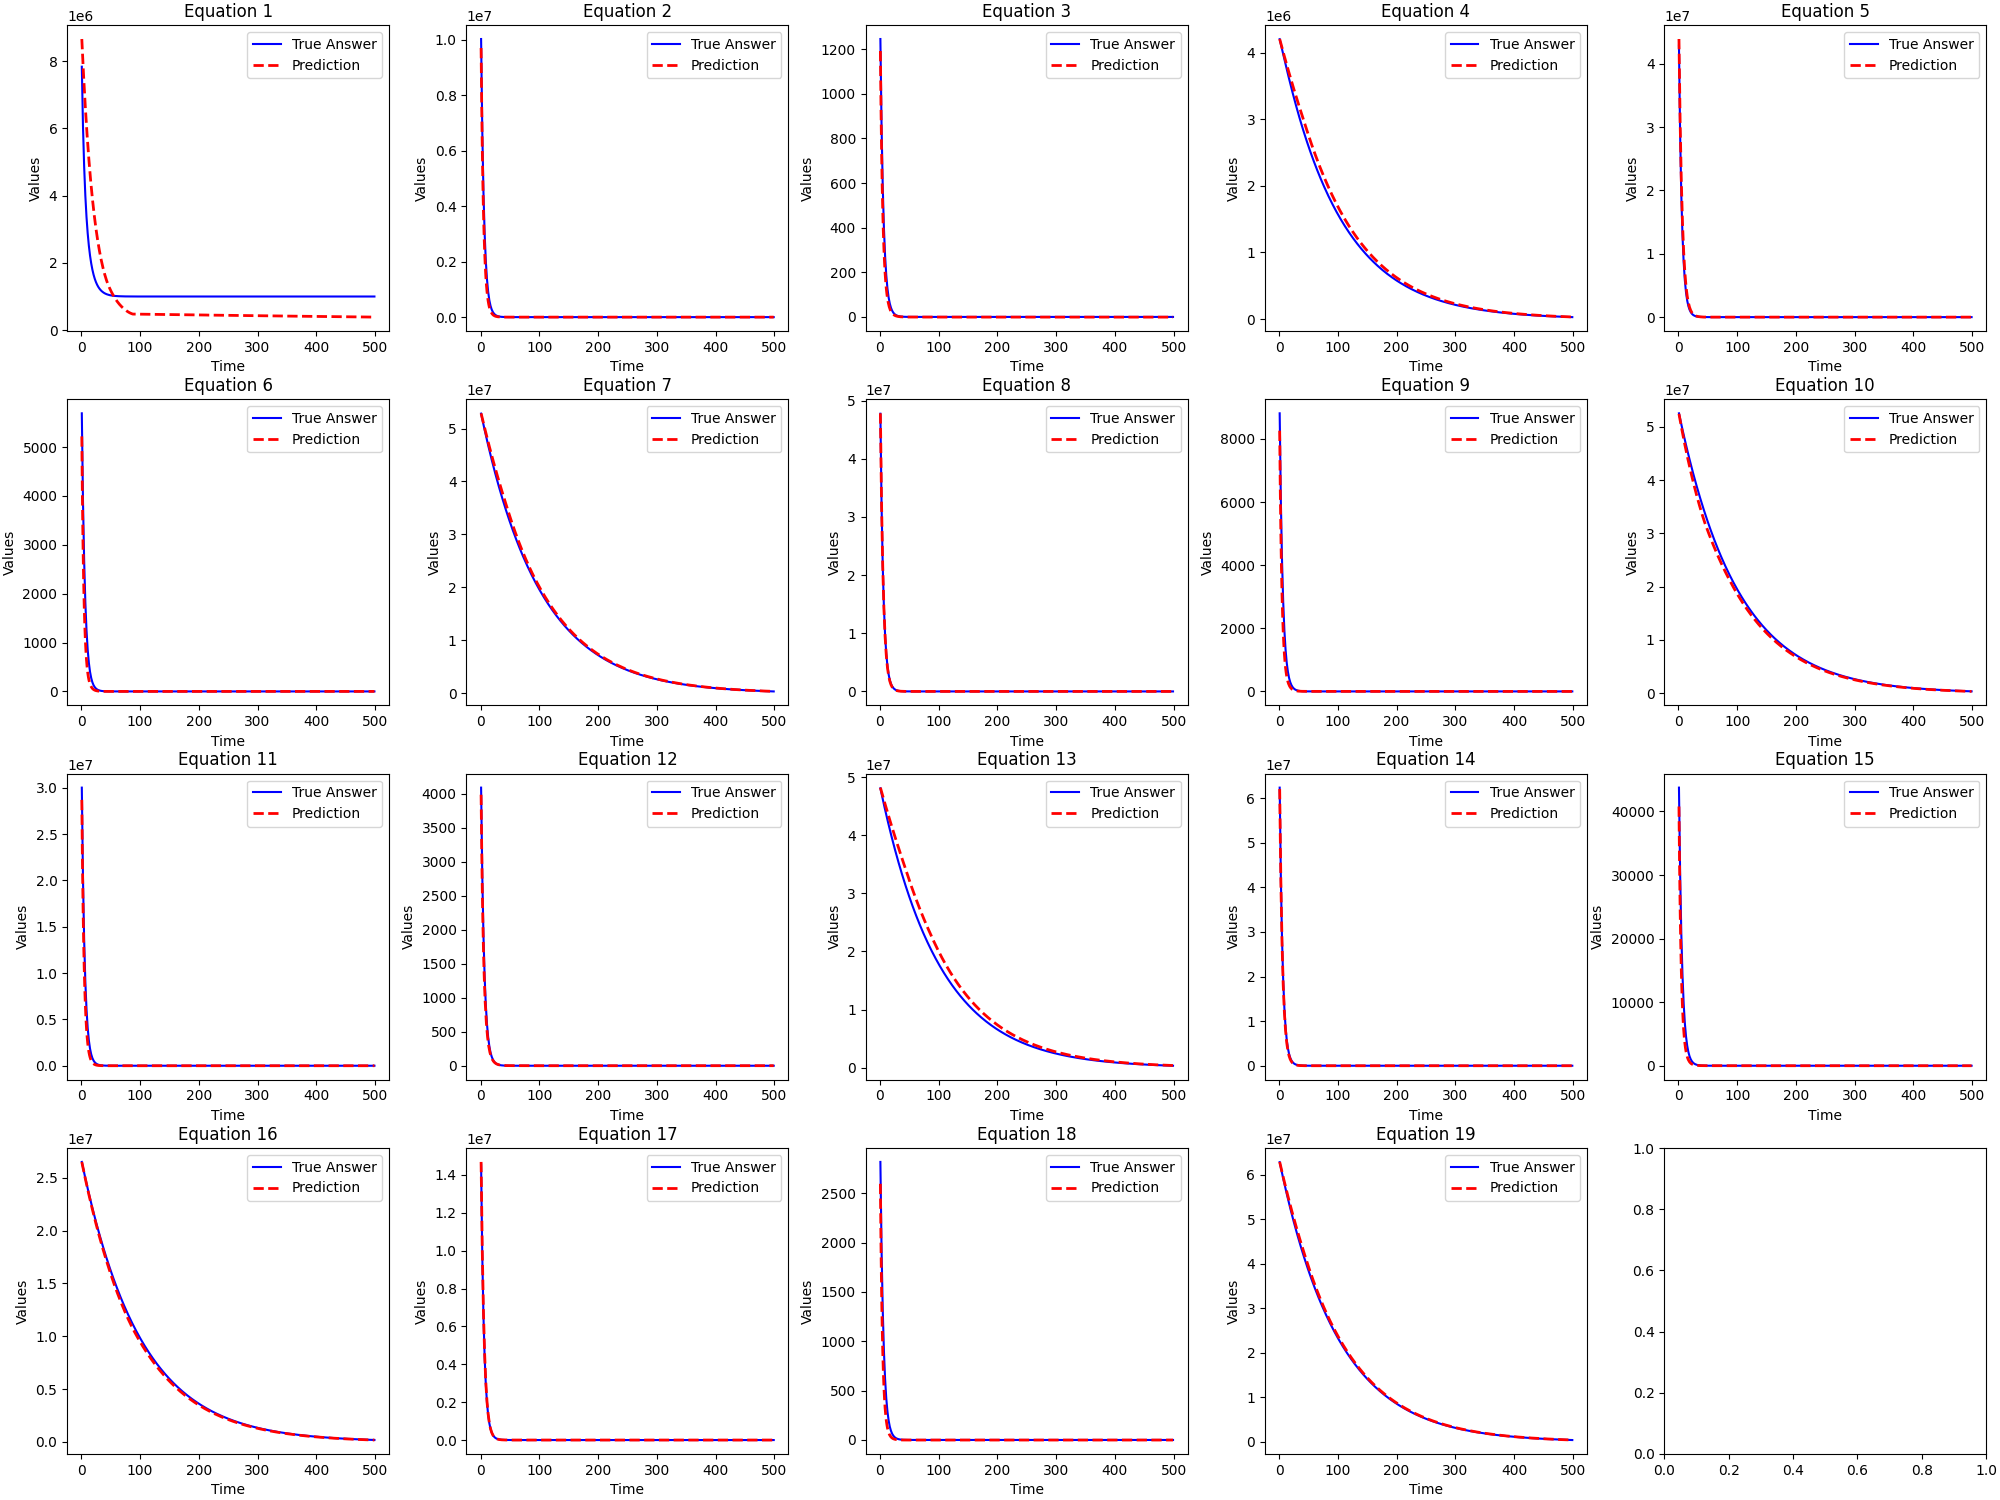 Equation 1
1e6
True Answer
Prediction
Values
8
6
4
2
0
0 100 200 300 400 500
Time
Equation 2
1e7
True Answer
Prediction
Values
1.0
0.8
0.6
0.4
0.2
0.0
0 100 200 300 400 500
Time
Equation 3
True Answer
Prediction
Values
1200
1000
800
600
400
200
0
0 100 200 300 400 500
Time
Equation 4
1e6
True Answer
Prediction
Values
4
3
2
1
0
0 100 200 300 400 500
Time
Equation 5
1e7
True Answer
Prediction
Values
4
3
2
1
0
0 100 200 300 400 500
Time
Equation 6
True Answer
Prediction
Values
5000
4000
3000
2000
1000
0
0 100 200 300 400 500
Time
Equation 7
1e7
True Answer
Prediction
Values
5
4
3
2
1
0
0 100 200 300 400 500
Time
Equation 8
1e7
True Answer
Prediction
Values
5
4
3
2
1
0
0 100 200 300 400 500
Time
Equation 9
True Answer
Prediction
Values
8000
6000
4000
2000
0
0 100 200 300 400 500
Time
Equation 10
1e7
True Answer
Prediction
Values
5
4
3
2
1
0
0 100 200 300 400 500
Time
Equation 11
1e7
True Answer
Prediction
Values
3.0
2.5
2.0
1.5
1.0
0.5
0.0
0 100 200 300 400 500
Time
Equation 12
True Answer
Prediction
Values
4000
3500
3000
2500
2000
1500
1000
500
0
0 100 200 300 400 500
Time
Equation 13
1e7
True Answer
Prediction
Values
5
4
3
2
1
0
0 100 200 300 400 500
Time
Equation 14
1e7
True Answer
Prediction
Values
6
5
4
3
2
1
0
0 100 200 300 400 500
Time
Equation 15
True Answer
Prediction
Values
40000
30000
20000
10000
0
0 100 200 300 400 500
Time
Equation 16
1e7
True Answer
Prediction
Values
2.5
2.0
1.5
1.0
0.5
0.0
0 100 200 300 400 500
Time
Equation 17
1e7
True Answer
Prediction
Values
1.4
1.2
1.0
0.8
0.6
0.4
0.2
0.0
0 100 200 300 400 500
Time
Equation 18
True Answer
Prediction
Values
2500
2000
1500
1000
500
0
0 100 200 300 400 500
Time
Equation 19
1e7
True Answer
Prediction
Values
6
5
4
3
2
1
0
0 100 200 300 400 500
Time
1.0
0.8
0.6
0.4
0.2
0.0
0.0 0.2 0.4 0.6 0.8 1.0